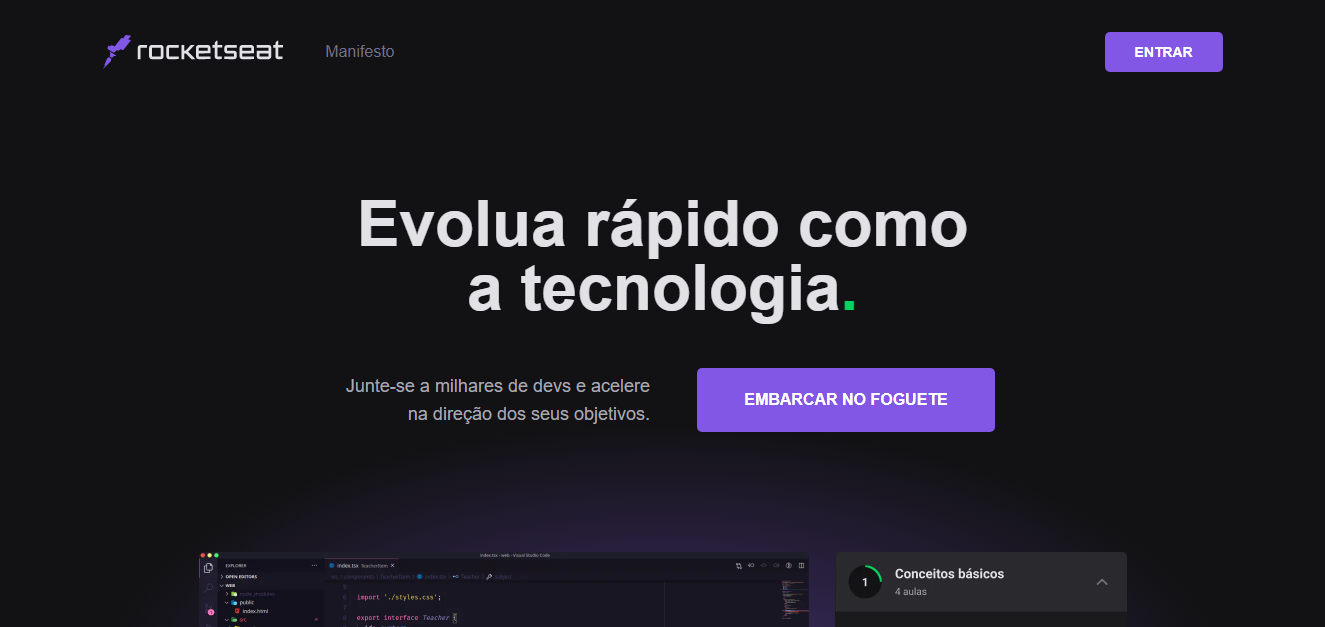 rocketseat
Manifesto
ENTRAR
Evolua rápido como
a tecnologia.
Junte-se a milhares de devs e acelere
na direção dos seus objetivos.
EMBARCAR NO FOGUETE
index.tsx - web - Visual Studio Code
EXPLORER
OPEN EDITORS
WEB
public
index.html
src
index.tsx TeacherItem
import './styles.css';
export interface Teacher {
1
Conceitos básicos
4 aulas